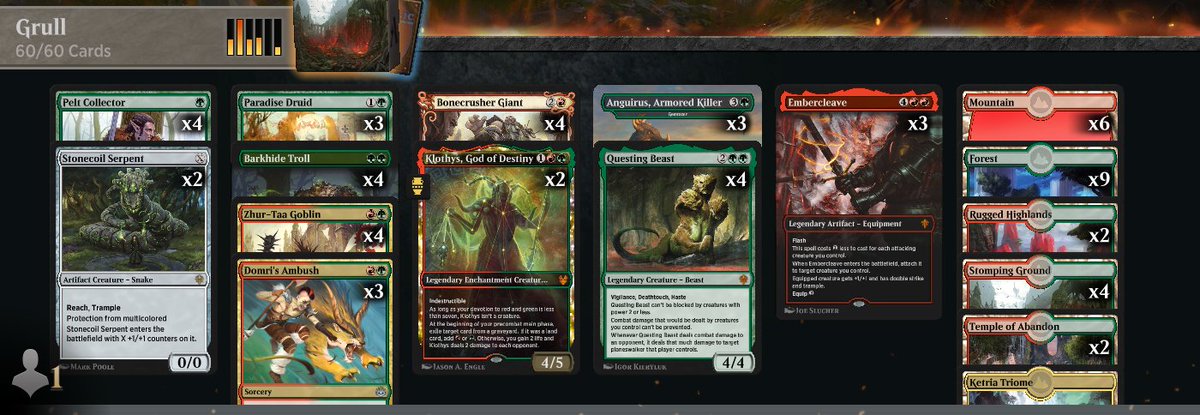 Grull
60/60 Cards
Pelt Collector
x4
Stonecoil Serpent X
x2
Artifact Creature – Snake
Reach, Trample
Protection from multicolored
Stonecoil Serpent enters the
battlefield with X +1/+1 counters on it.
0/0
Mark Poole
Paradise Druid 1
x3
Barkhide Troll
x4
Zhur-Taa Goblin
x4
Domri's Ambush
x3
Sorcery
Bonecrusher Giant 2
x4
Klothys, God of Destiny 1
x2
Legendary Enchantment Creatur...
Indestructible
As long as your devotion to red and green is less
than seven, Klothys isn't a creature.
At the beginning of your precombat main phase,
exile target card from a graveyard. If it was a land
card, add or . Otherwise, you gain 2 life and
Klothys deals 2 damage to each opponent.
4/5
Jason A. Engle
Anguirus, Armored Killer 3
x3
Questing Beast 2
x4
Legendary Creature – Beast
Vigilance, Deathtouch, Haste
Questing Beast can't be blocked by creatures with
power 2 or less.
Combat damage that would be dealt by creatures
you control can't be prevented.
Whenever Questing Beast deals combat damage to
an opponent, it deals that much damage to target
planeswalker that player controls.
4/4
Igor Kieryluk
Embercleave 4
x3
Legendary Artifact – Equipment
Flash
This spell costs less to cast for each attacking
creature you control.
When Embercleave enters the battlefield, attach it
to target creature you control.
Equipped creature gets +1/+1 and has double strike
and trample.
Equip
Joe Slucher
Mountain
x6
Forest
x9
Rugged Highlands
x2
Stomping Ground
x4
Temple of Abandon
x2
Ketria Triome
1